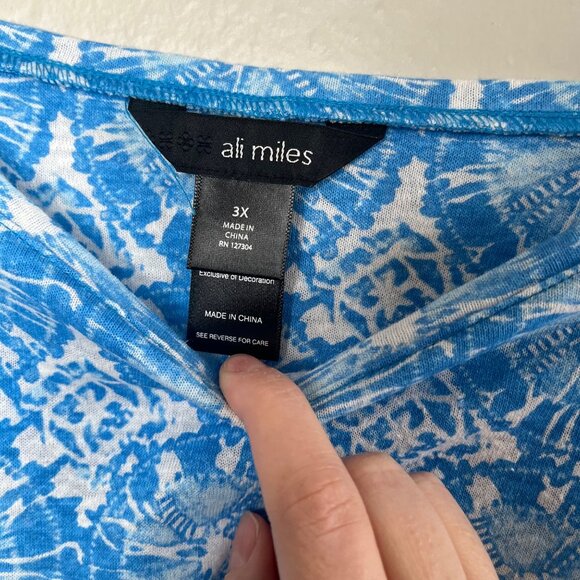 ali miles
3X
MADE IN
CHINA
RN 127304
Exclusive of Decoration
MADE IN CHINA
SEE REVERSE FOR CARE